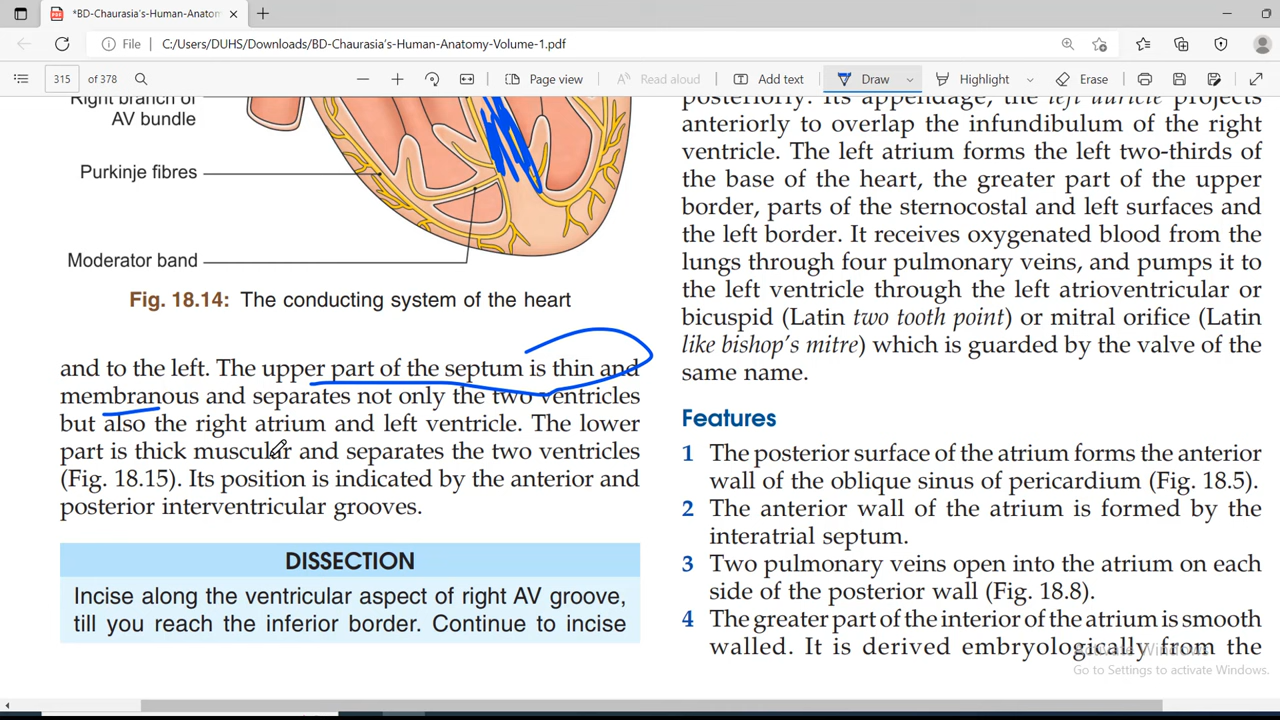 *BD-Chaurasia's-Human-Anatomy
File C:/Users/DUHS/Downloads/BD-Chaurasia's-Human-Anatomy-Volume-1.pdf
315 of 378 Page view Read aloud Add text Draw Highlight Erase
Right branch of
AV bundle
Purkinje fibres
Moderator band
Fig. 18.14: The conducting system of the heart
and to the left. The upper part of the septum is thin and
membranous and separates not only the two ventricles
but also the right atrium and left ventricle. The lower
part is thick muscular and separates the two ventricles
(Fig. 18.15). Its position is indicated by the anterior and
posterior interventricular grooves.
DISSECTION
Incise along the ventricular aspect of right AV groove,
till you reach the inferior border. Continue to incise
posteriorly. Its appendage, the left auricle projects
anteriorly to overlap the infundibulum of the right
ventricle. The left atrium forms the left two-thirds of
the base of the heart, the greater part of the upper
border, parts of the sternocostal and left surfaces and
the left border. It receives oxygenated blood from the
lungs through four pulmonary veins, and pumps it to
the left ventricle through the left atrioventricular or
bicuspid (Latin two tooth point) or mitral orifice (Latin
like bishop's mitre) which is guarded by the valve of the
same name.
Features
1 The posterior surface of the atrium forms the anterior
wall of the oblique sinus of pericardium (Fig. 18.5).
2 The anterior wall of the atrium is formed by the
interatrial septum.
3 Two pulmonary veins open into the atrium on each
side of the posterior wall (Fig. 18.8).
4 The greater part of the interior of the atrium is smooth
walled. It is derived embryologically from the
Activate Windows
Go to Settings to activate Windows.